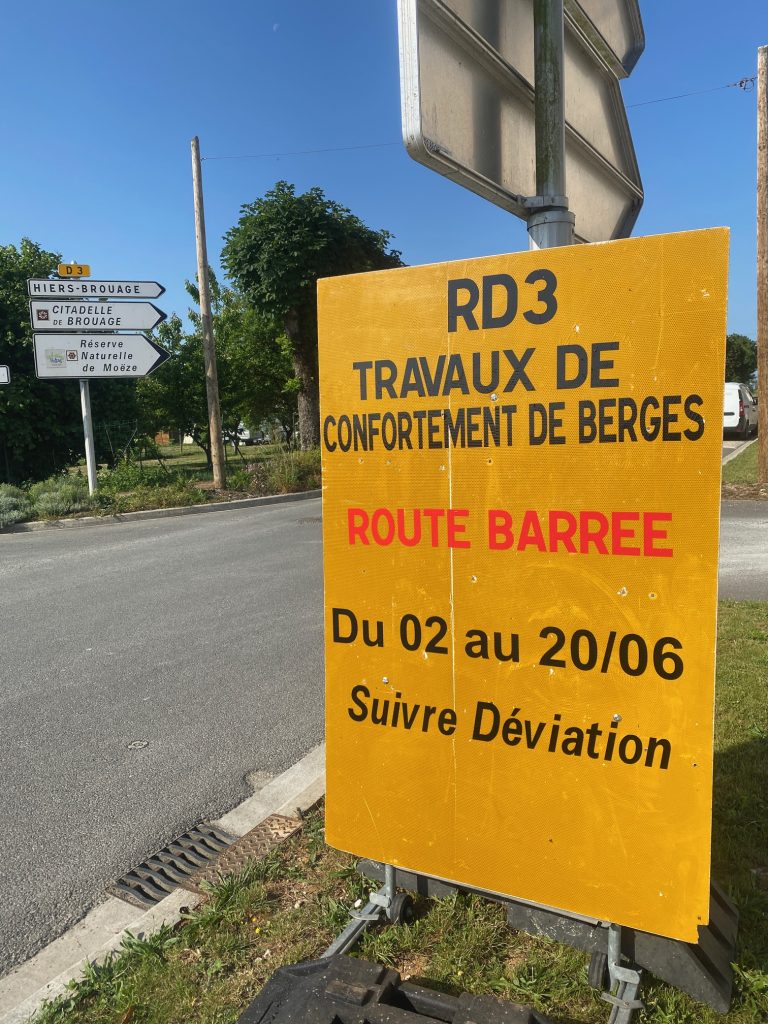 D 3
HIERS-BROUAGE
CITADELLE
DE BROUAGE
Réserve
Naturelle
de Moëze
RD3
TRAVAUX DE
CONFORTEMENT DE BERGES
ROUTE BARREE
Du 02 au 20/06
Suivre Déviation